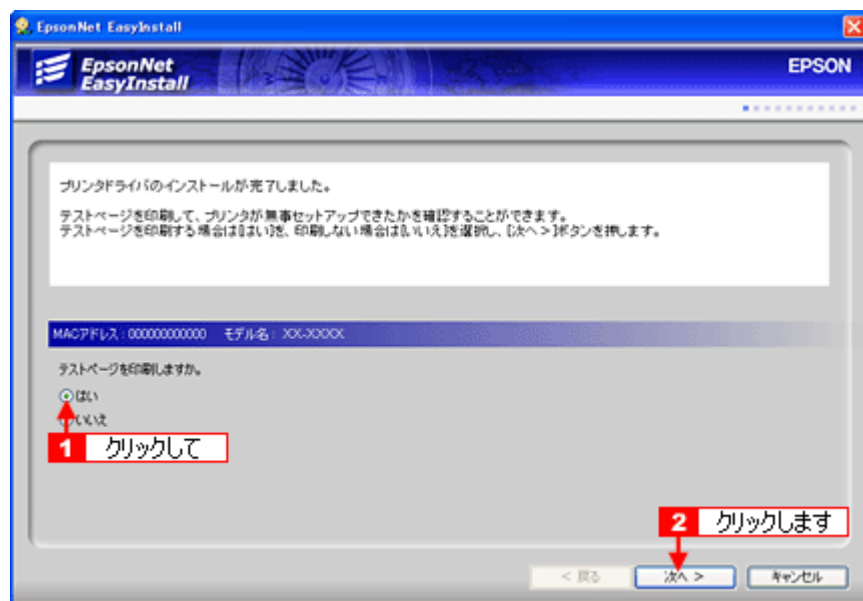 EpsonNet EasyInstall
EpsonNet
EasyInstall
EPSON
プリンタドライバのインストールが完了しました。
テストページを印刷して、プリンタが無事セットアップできたかを確認することができます。
テストページを印刷する場合は[はい]を、印刷しない場合は[いいえ]を選択し、[次へ>]ボタンを押します。
MACアドレス:000000000000 モデル名: XX-XXXX
テストページを印刷しますか。
はい
いいえ
1 クリックして
2 クリックします
< 戻る 次へ > キャンセル